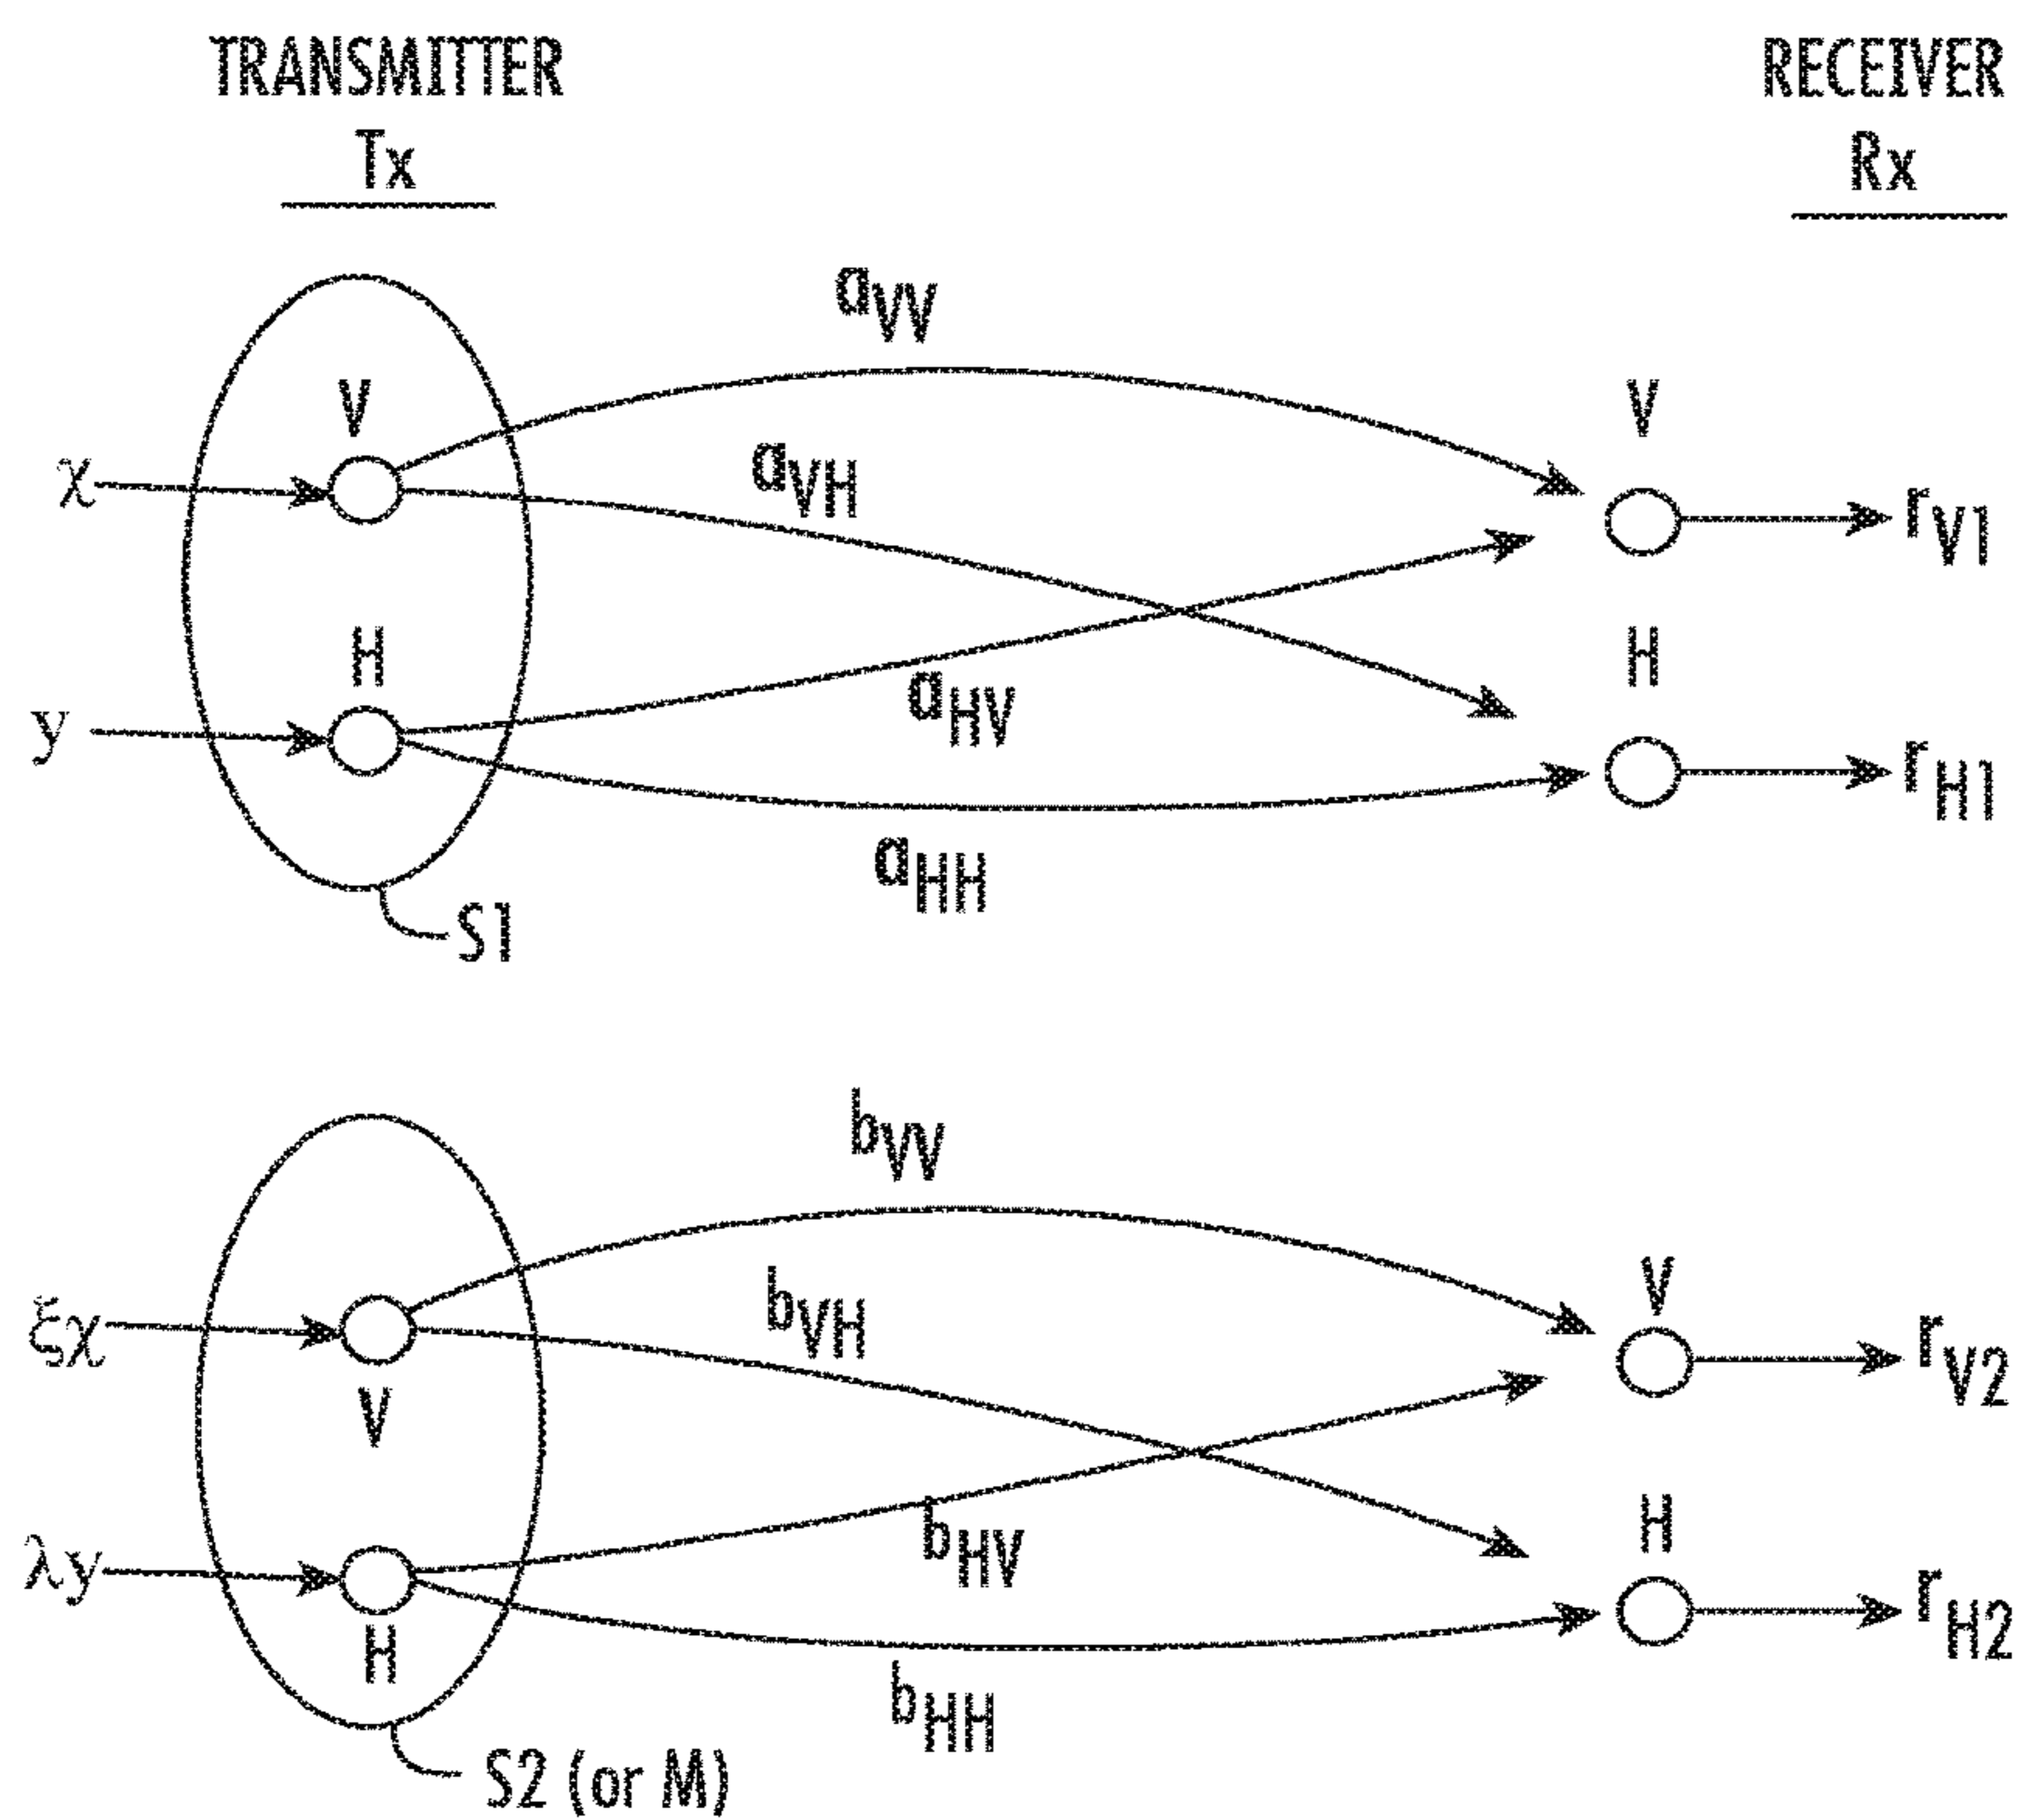 TRANSMITTER
Tx
RECEIVER
Rx
aVV
V
V
χ
aVH
rV1
H
H
y
aHV
rH1
aHH
S1
bVV
ξχ
bVH
V
rV2
V
λy
bHV
H
rH2
H
bHH
S2 (or M)